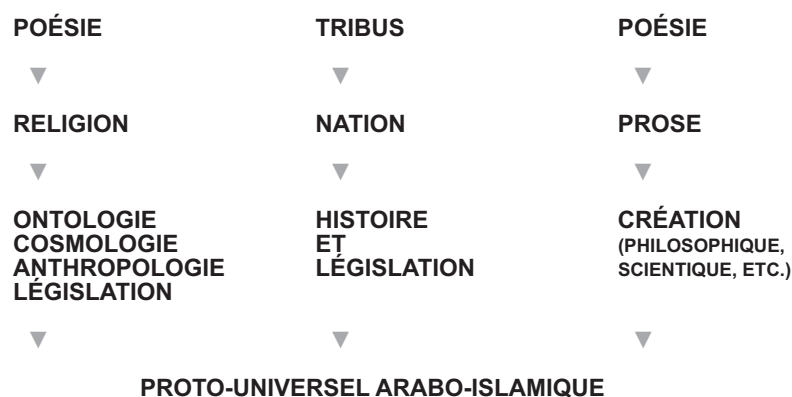 POÉSIE TRIBUS POÉSIE
RELIGION NATION PROSE
ONTOLOGIE HISTOIRE CRÉATION
COSMOLOGIE ET (PHILOSOPHIQUE,
ANTHROPOLOGIE LÉGISLATION SCIENTIQUE, ETC.)
LÉGISLATION
PROTO-UNIVERSEL ARABO-ISLAMIQUE